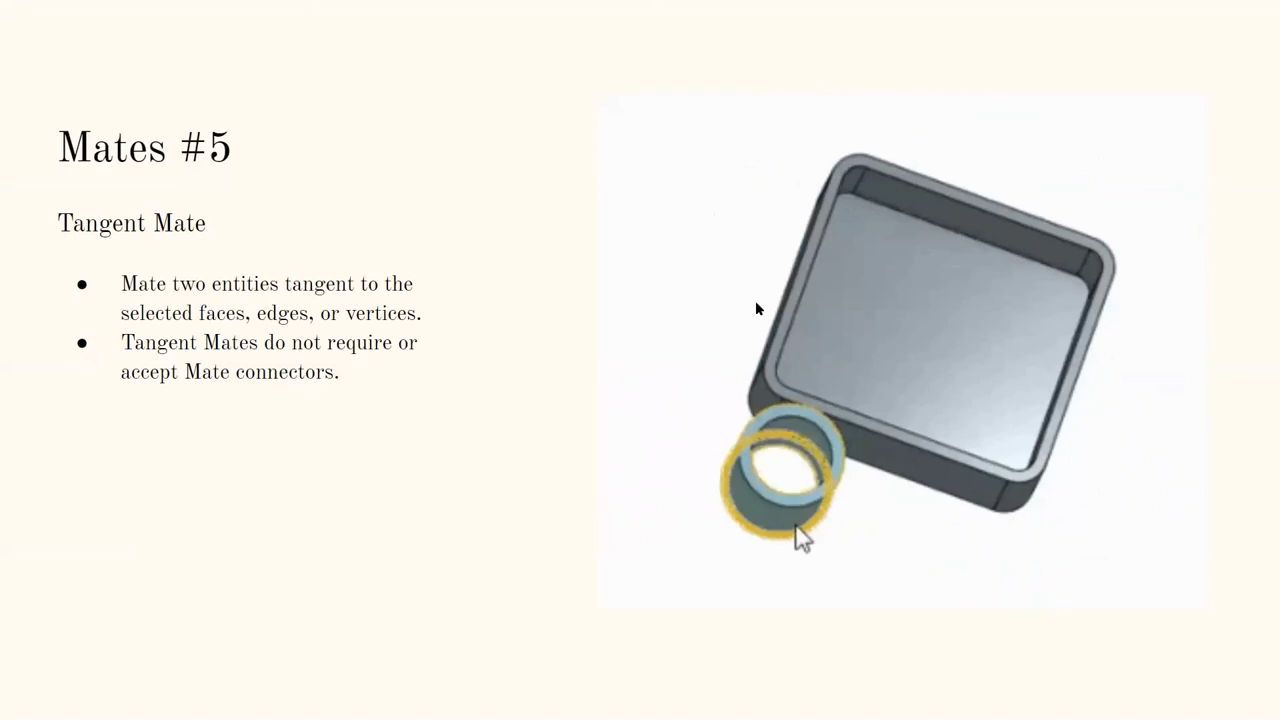 Mates #5
Tangent Mate
● Mate two entities tangent to the
selected faces, edges, or vertices.
● Tangent Mates do not require or
accept Mate connectors.